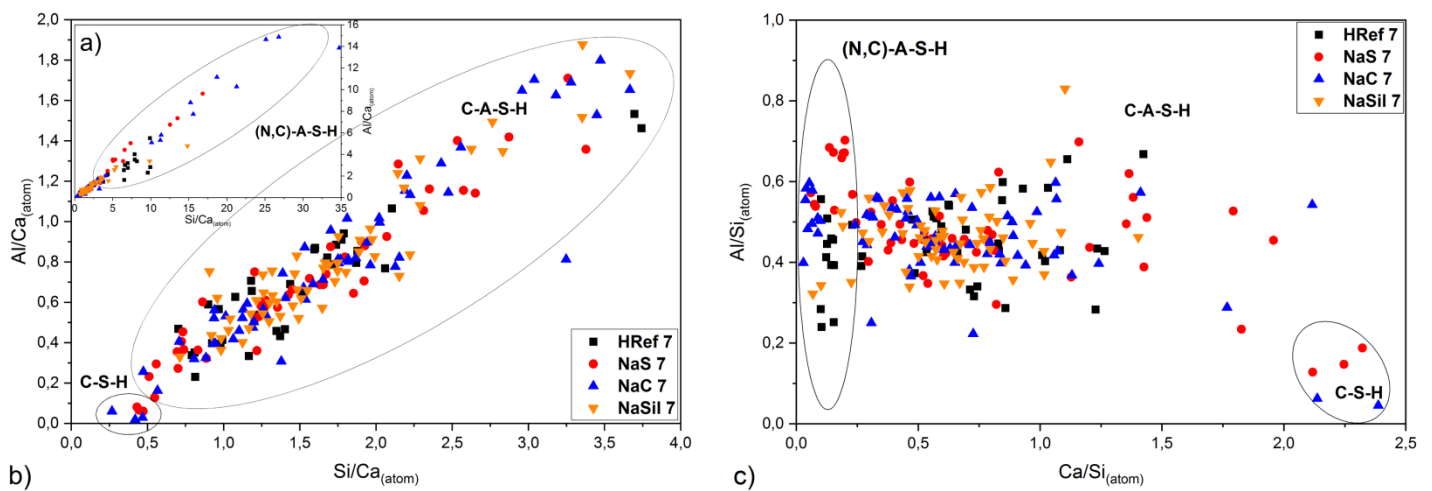 a)
16
14
12
10
8
6
4
2
0
Al/Ca(atom)
(N,C)-A-S-H
0 5 10 15 20 25 30 35
Si/Ca(atom)
2,0
1,8
1,6
1,4
1,2
1,0
0,8
0,6
0,4
0,2
0,0
Al/Ca(atom)
C-A-S-H
C-S-H
HRef 7
NaS 7
NaC 7
NaSil 7
0,0 0,5 1,0 1,5 2,0 2,5 3,0 3,5 4,0
b)
Si/Ca(atom)
1,0
0,8
0,6
0,4
0,2
0,0
Al/Si(atom)
(N,C)-A-S-H
C-A-S-H
C-S-H
HRef 7
NaS 7
NaC 7
NaSil 7
0,0 0,5 1,0 1,5 2,0 2,5
c)
Ca/Si(atom)